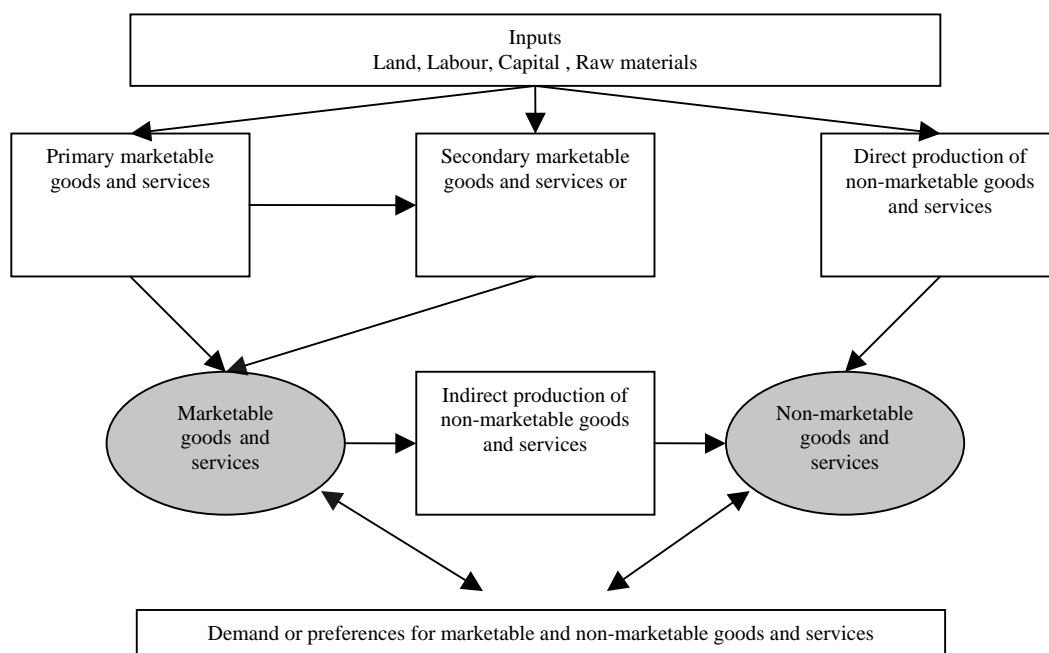 Inputs
Land, Labour, Capital , Raw materials
Primary marketable
goods and services
Secondary marketable
goods and services or
Direct production of
non-marketable goods
and services
Marketable
goods and
services
Indirect production of
non-marketable goods
and services
Non-marketable
goods and
services
Demand or preferences for marketable and non-marketable goods and services